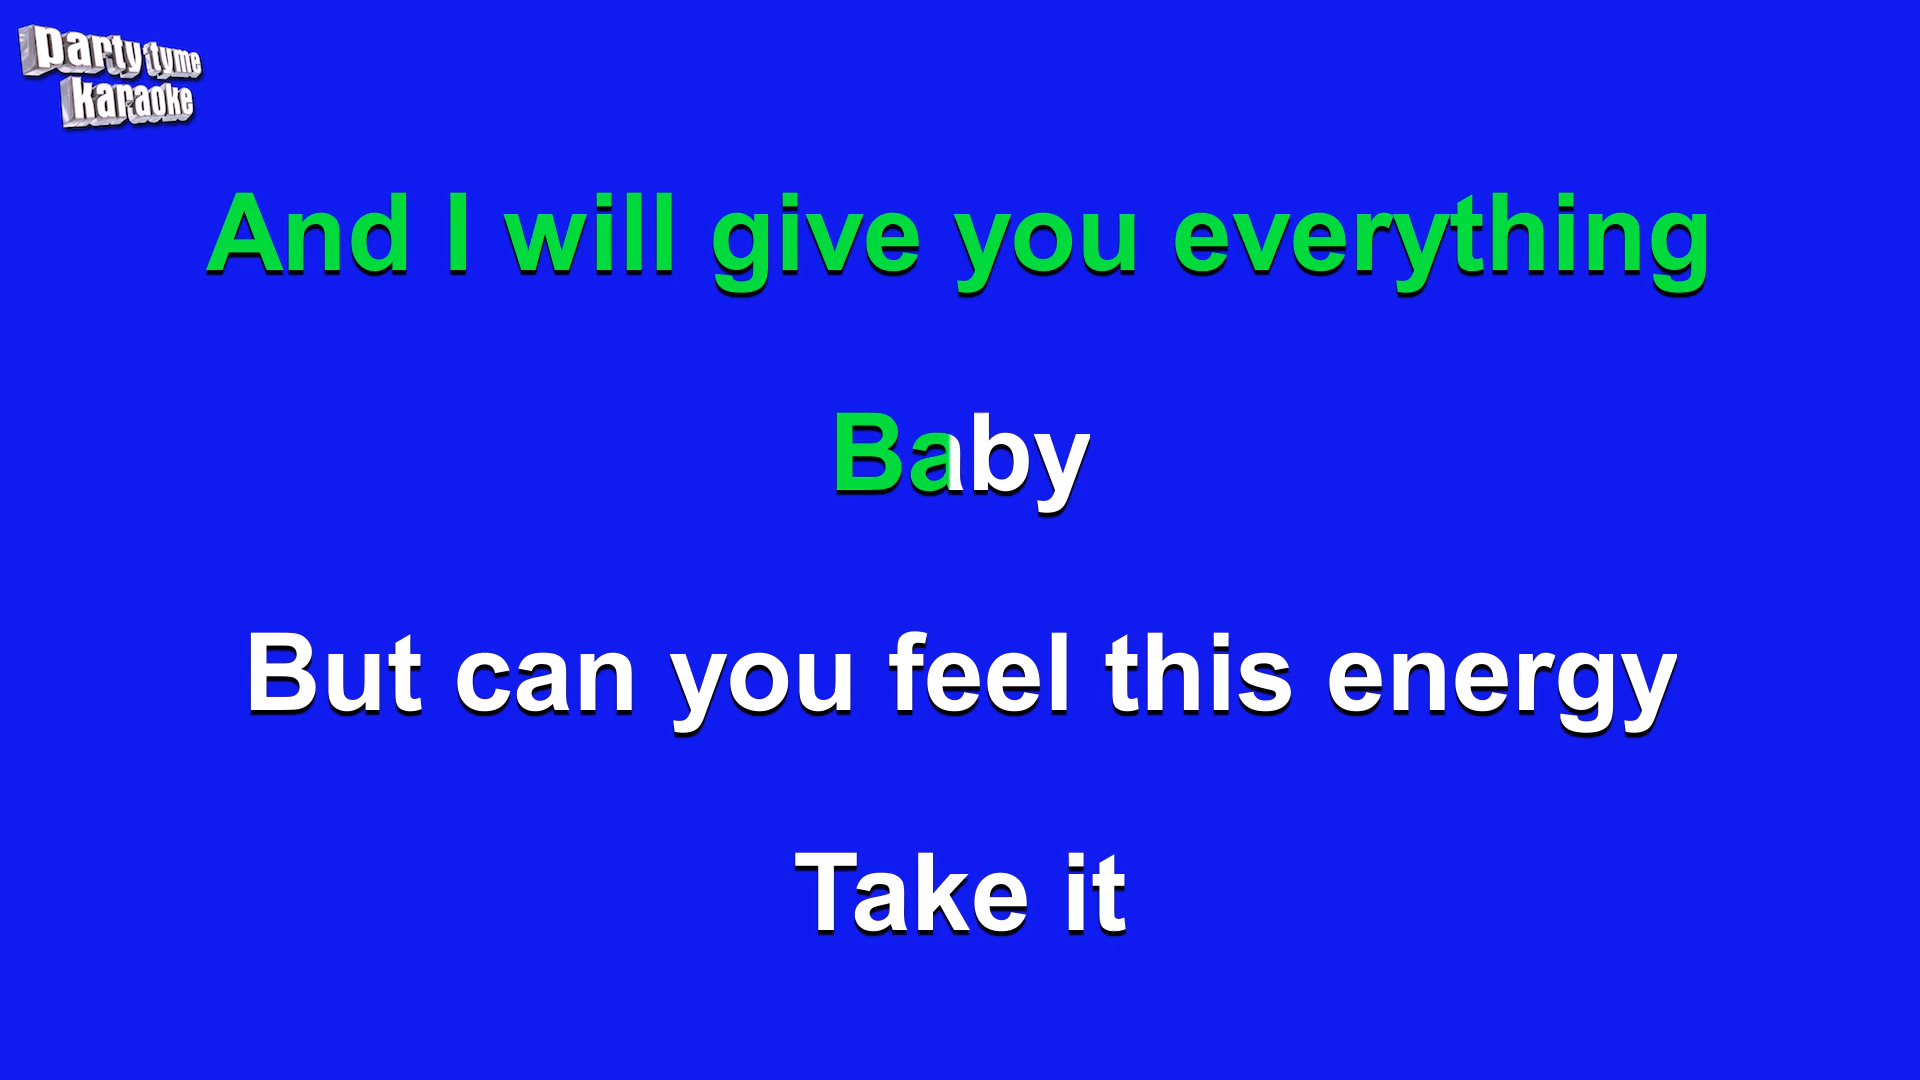 party tyme
karaoke
And I will give you everything
Baby
But can you feel this energy
Take it